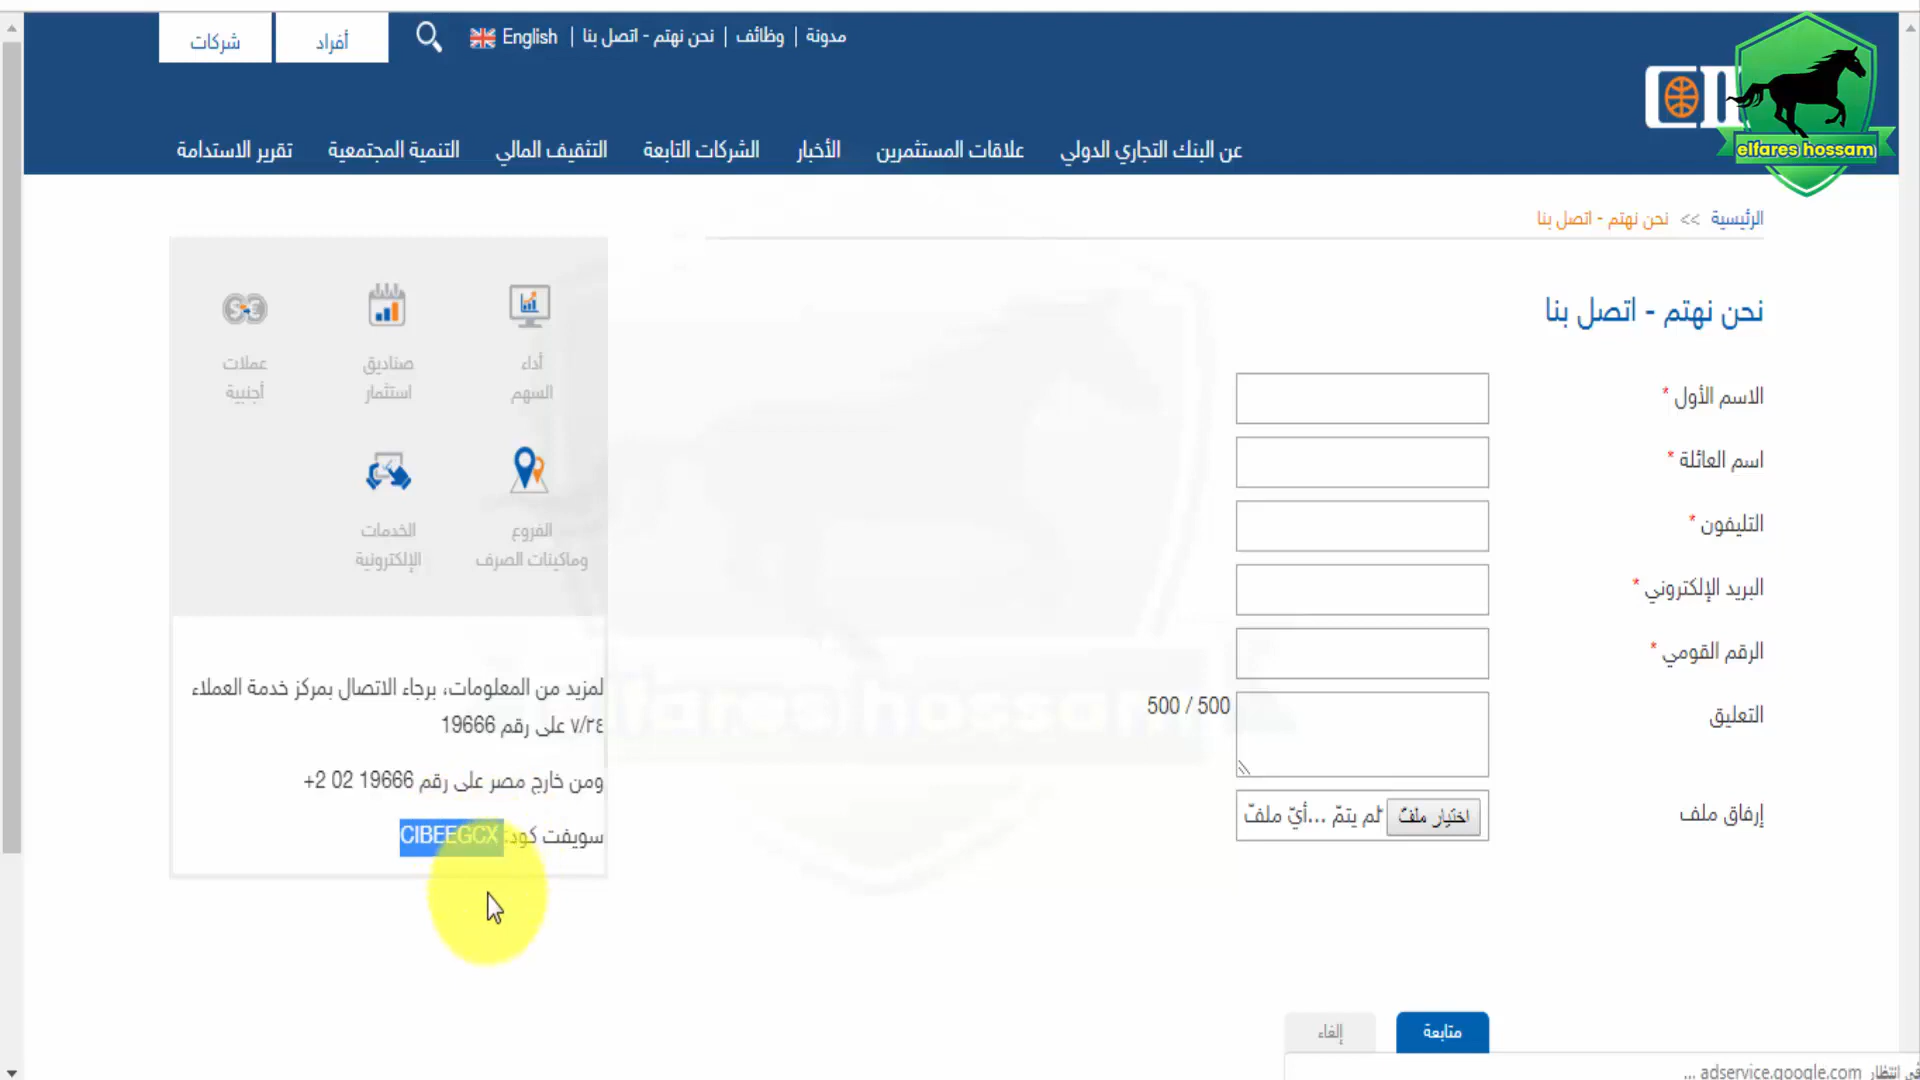 شركات
أفراد
English | نحن نهتم - اتصل بنا | وظائف | مدونة
elfares hossam
عن البنك التجاري الدولي علاقات المستثمرين الأخبار الشركات التابعة التثقيف المالي التنمية المجتمعية تقرير الاستدامة
الرئيسية >> نحن نهتم - اتصل بنا
نحن نهتم - اتصل بنا
الاسم الأول *
اسم العائلة *
التليفون *
البريد الإلكتروني *
الرقم القومي *
التعليق
500 / 500
إرفاق ملف
اختيار ملفّ لم يتمّ ...أيّ ملفّ
متابعة
إلغاء
أداء
السهم
صناديق
استثمار
عملات
أجنبية
الفروع
وماكينات الصرف
الخدمات
الإلكترونية
لمزيد من المعلومات، برجاء الاتصال بمركز خدمة العملاء
٧/٢٤ على رقم 19666
ومن خارج مصر على رقم 19666 02 2+
سويفت كود: CIBEEGCX
elfares hossam
في انتظار adservice.google.com ...